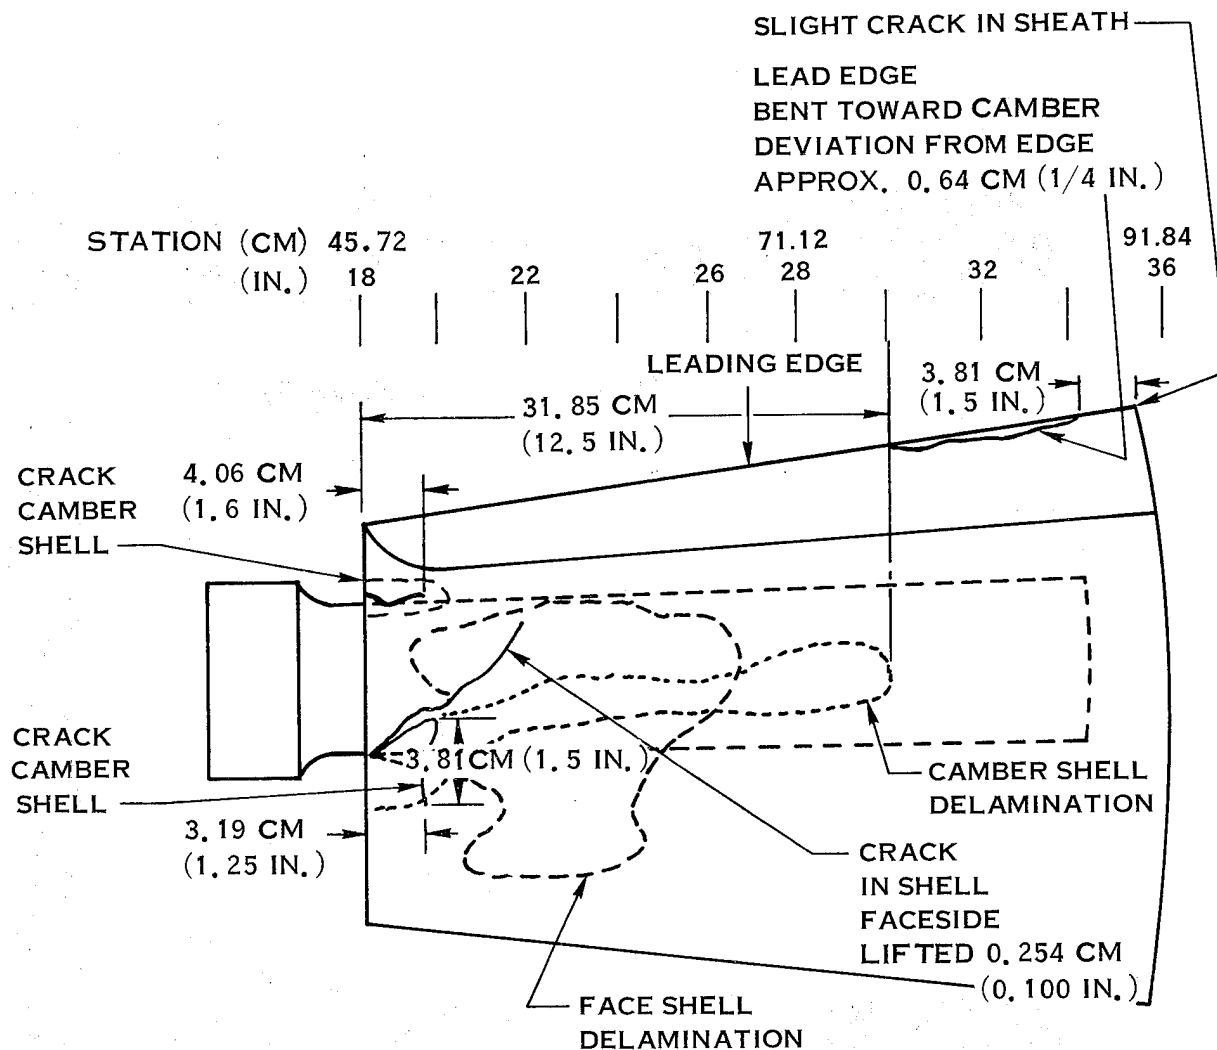 SLIGHT CRACK IN SHEATH
LEAD EDGE
BENT TOWARD CAMBER
DEVIATION FROM EDGE
APPROX. 0.64 CM (1/4 IN.)
STATION (CM) 45.72 71.12 91.84
(IN.) 18 22 26 28 32 36
LEADING EDGE
3.81 CM
(1.5 IN.)
31.85 CM
(12.5 IN.)
CRACK
CAMBER
SHELL
4.06 CM
(1.6 IN.)
CRACK
CAMBER
SHELL
3.81 CM (1.5 IN.)
3.19 CM
(1.25 IN.)
CAMBER SHELL
DELAMINATION
CRACK
IN SHELL
FACESIDE
LIFTED 0.254 CM
(0.100 IN.)
FACE SHELL
DELAMINATION